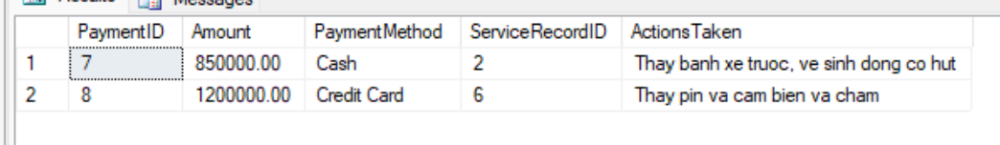 Results Messages
PaymentID Amount PaymentMethod ServiceRecordID ActionsTaken
1 7 850000.00 Cash 2 Thay banh xe truoc, ve sinh dong co hut
2 8 1200000.00 Credit Card 6 Thay pin va cam bien va cham